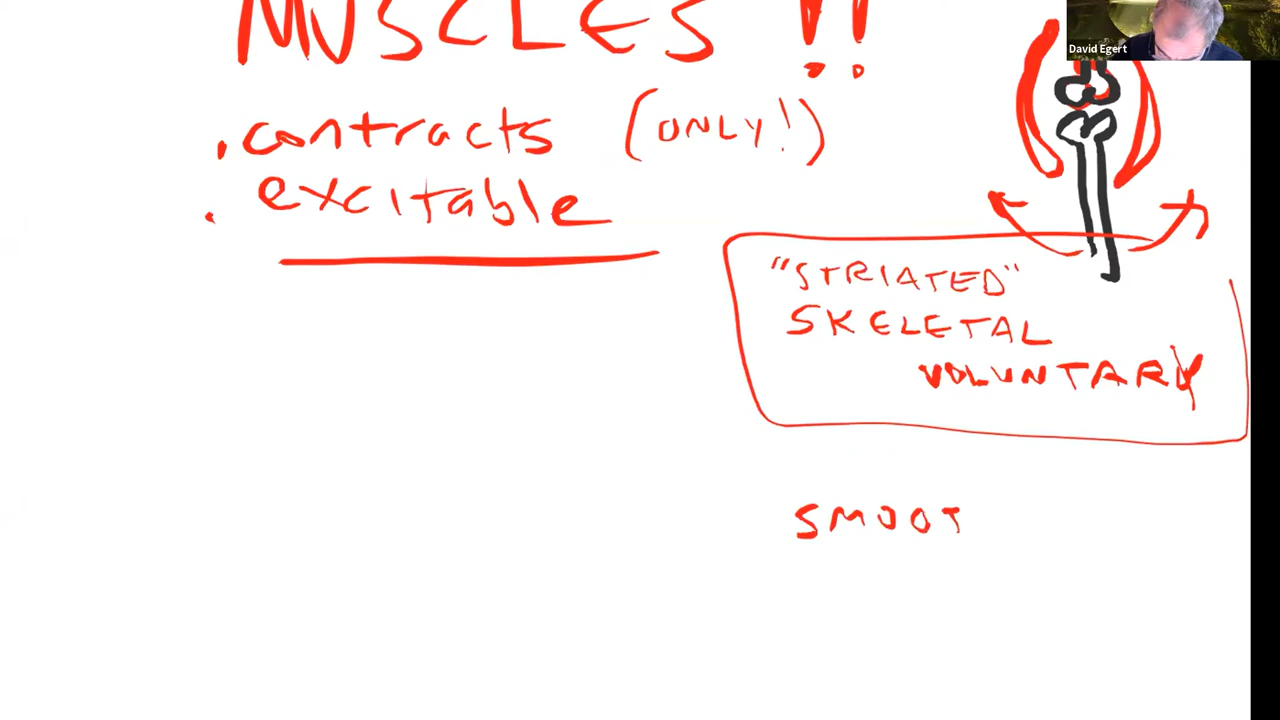 MUSCLES !!
David Egert
. contracts (ONLY!)
. excitable
"STRIATED"
SKELETAL
VOLUNTARY
SMOOT